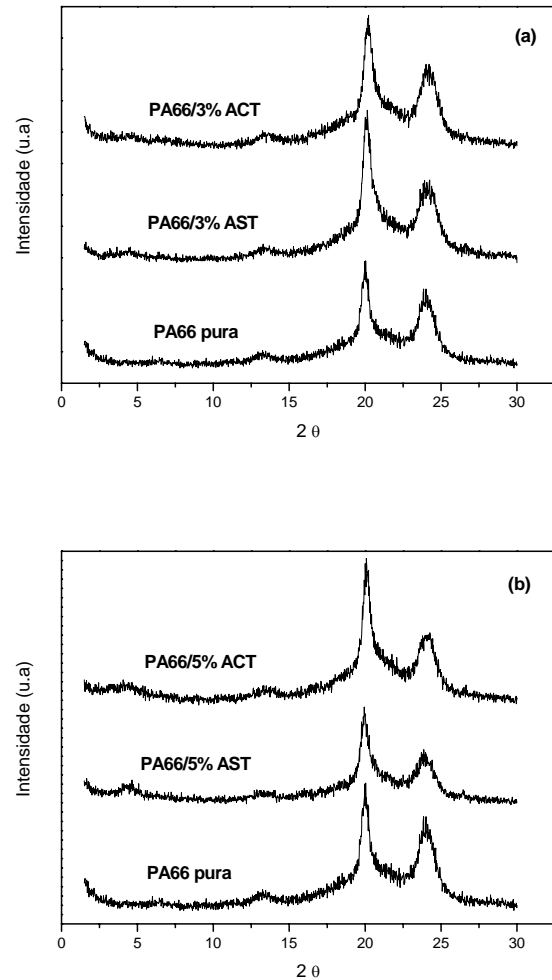 (a)
PA66/3% ACT
PA66/3% AST
PA66 pura
Intensidade (u.a)
0 5 10 15 20 25 30
2 θ
(b)
PA66/5% ACT
PA66/5% AST
PA66 pura
Intensidade (u.a)
0 5 10 15 20 25 30
2 θ